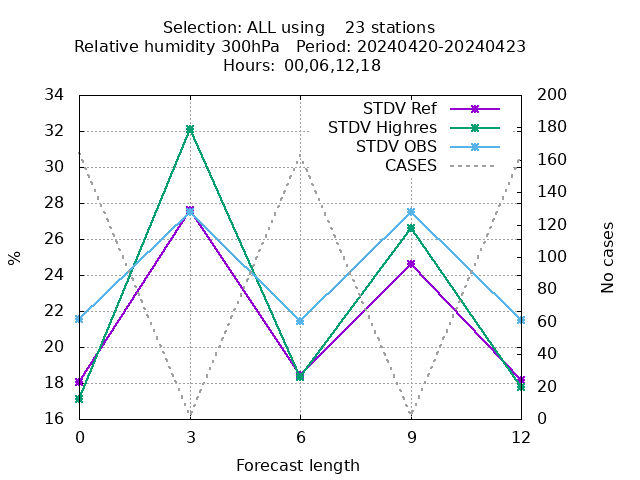 Selection: ALL using    23 stations
Relative humidity 300hPa   Period: 20240420-20240423
Hours: 00,06,12,18
STDV Ref
STDV Highres
STDV OBS
CASES
34
32
30
28
26
24
22
20
18
16
200
180
160
140
120
100
80
60
40
20
0
%
No cases
0 3 6 9 12
Forecast length